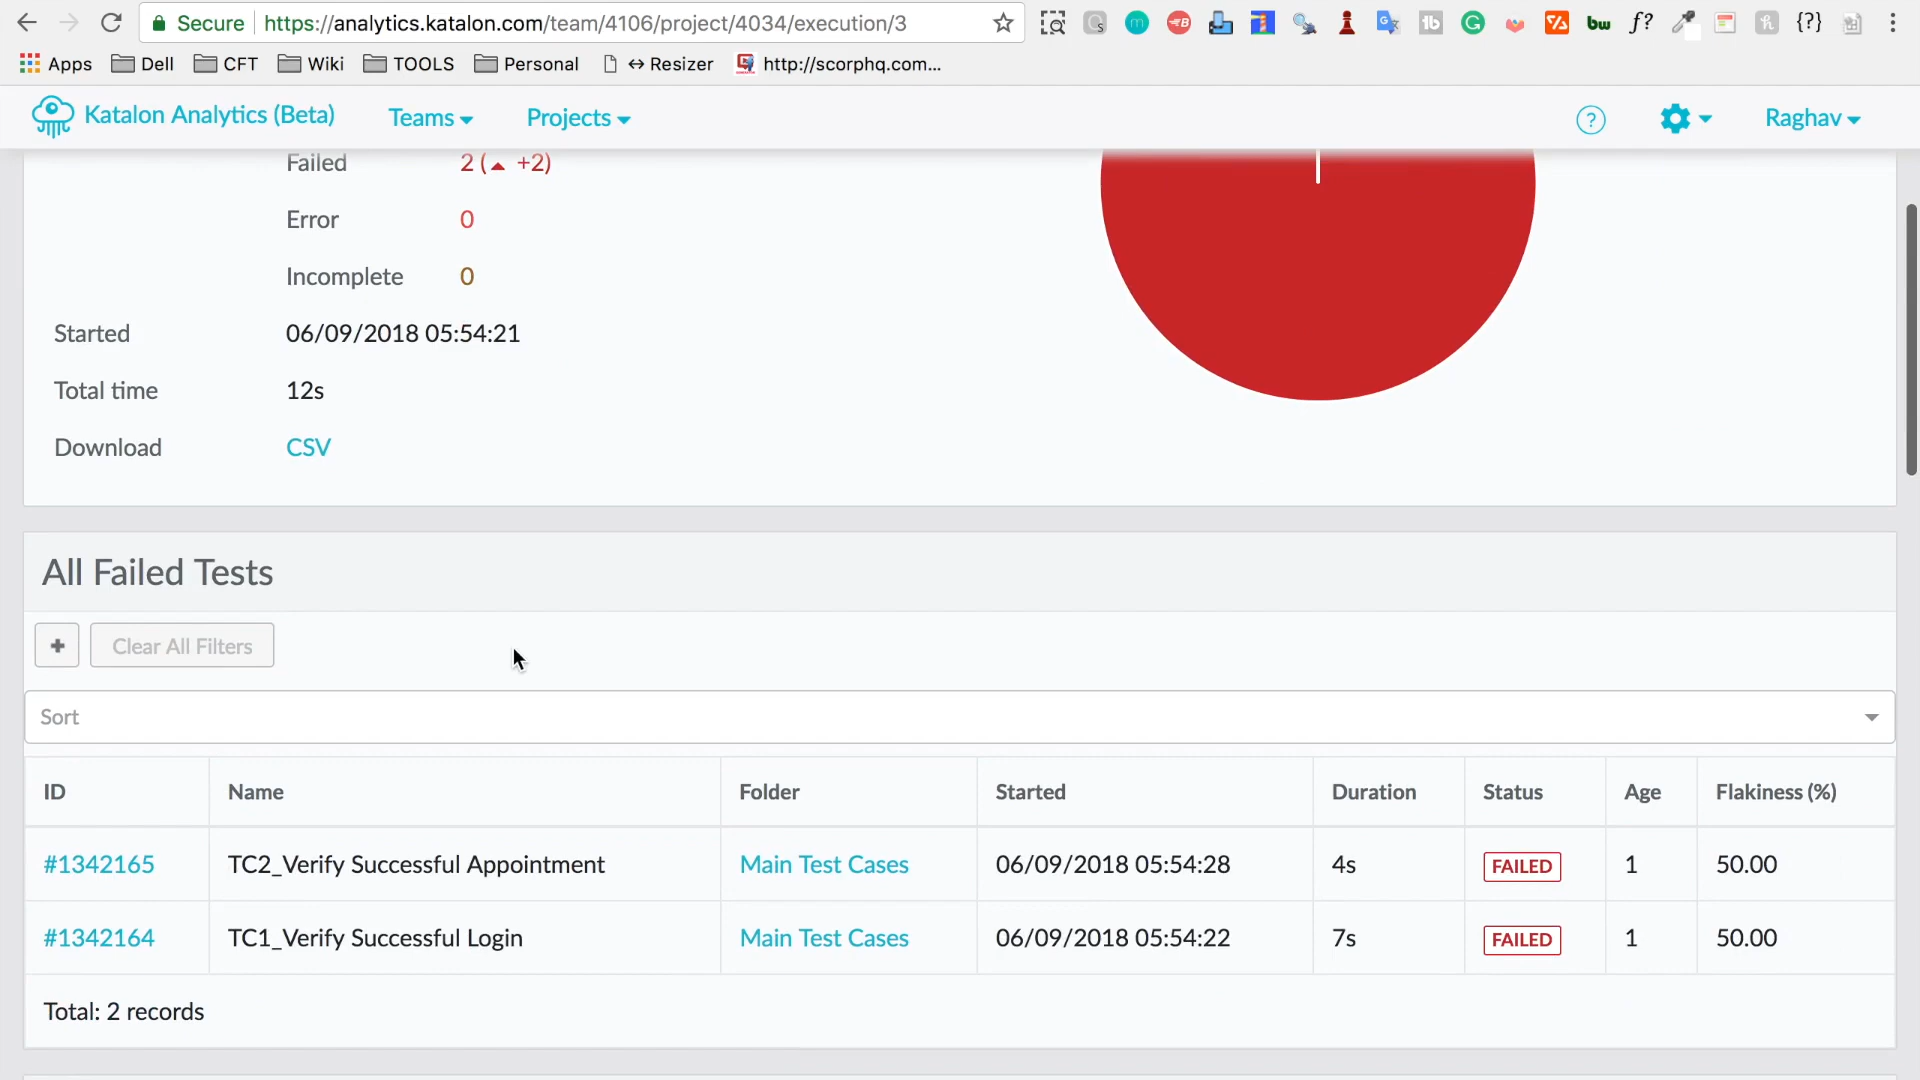 Secure https://analytics.katalon.com/team/4106/project/4034/execution/3
Apps Dell CFT Wiki TOOLS Personal ↔ Resizer http://scorphq.com...
Katalon Analytics (Beta) Teams Projects ? Raghav
Failed 2 (▲ +2)
Error 0
Incomplete 0
Started 06/09/2018 05:54:21
Total time 12s
Download CSV
All Failed Tests
+ Clear All Filters
Sort
ID Name Folder Started Duration Status Age Flakiness (%)
#1342165 TC2_Verify Successful Appointment Main Test Cases 06/09/2018 05:54:28 4s FAILED 1 50.00
#1342164 TC1_Verify Successful Login Main Test Cases 06/09/2018 05:54:22 7s FAILED 1 50.00
Total: 2 records